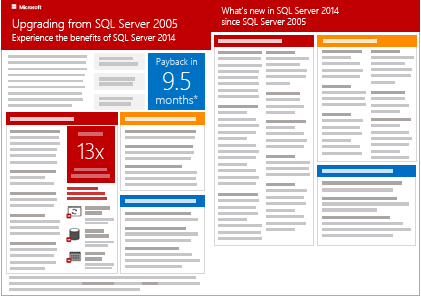 Microsoft
Upgrading from SQL Server 2005
Experience the benefits of SQL Server 2014
What's new in SQL Server 2014
since SQL Server 2005
Payback in
9.5
months*
13x